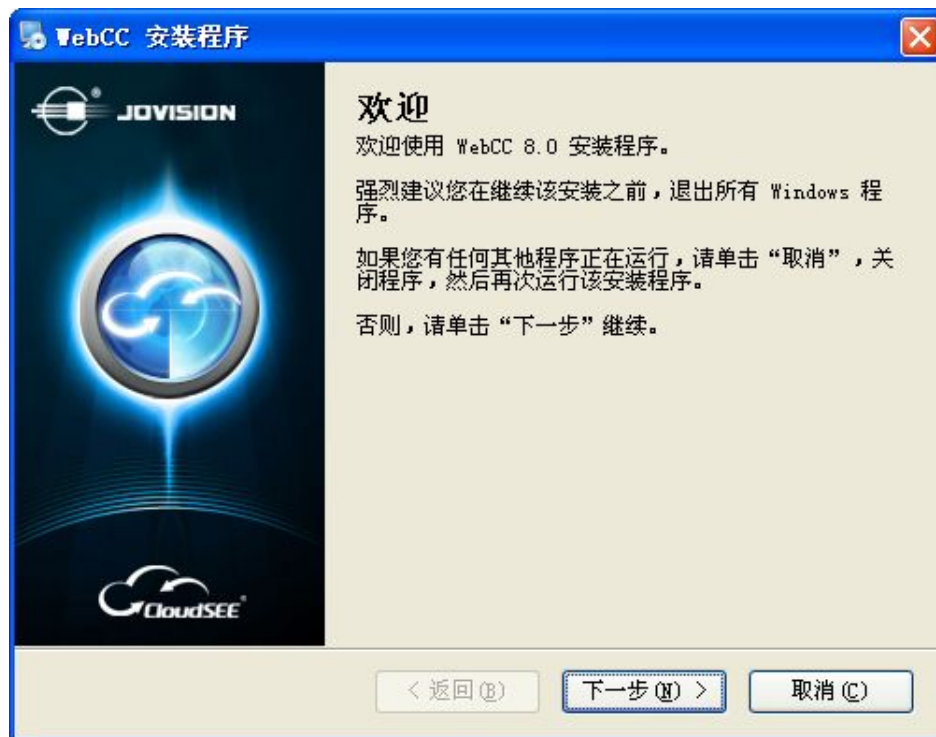 WebCC 安装程序
JOVISION
欢迎
欢迎使用 WebCC 8.0 安装程序。
强烈建议您在继续该安装之前，退出所有 Windows 程
序。
如果您有任何其他程序正在运行，请单击“取消”，关
闭程序，然后再次运行该安装程序。
否则，请单击“下一步”继续。
CloudSEE
< 返回(B)
下一步(N) >
取消(C)